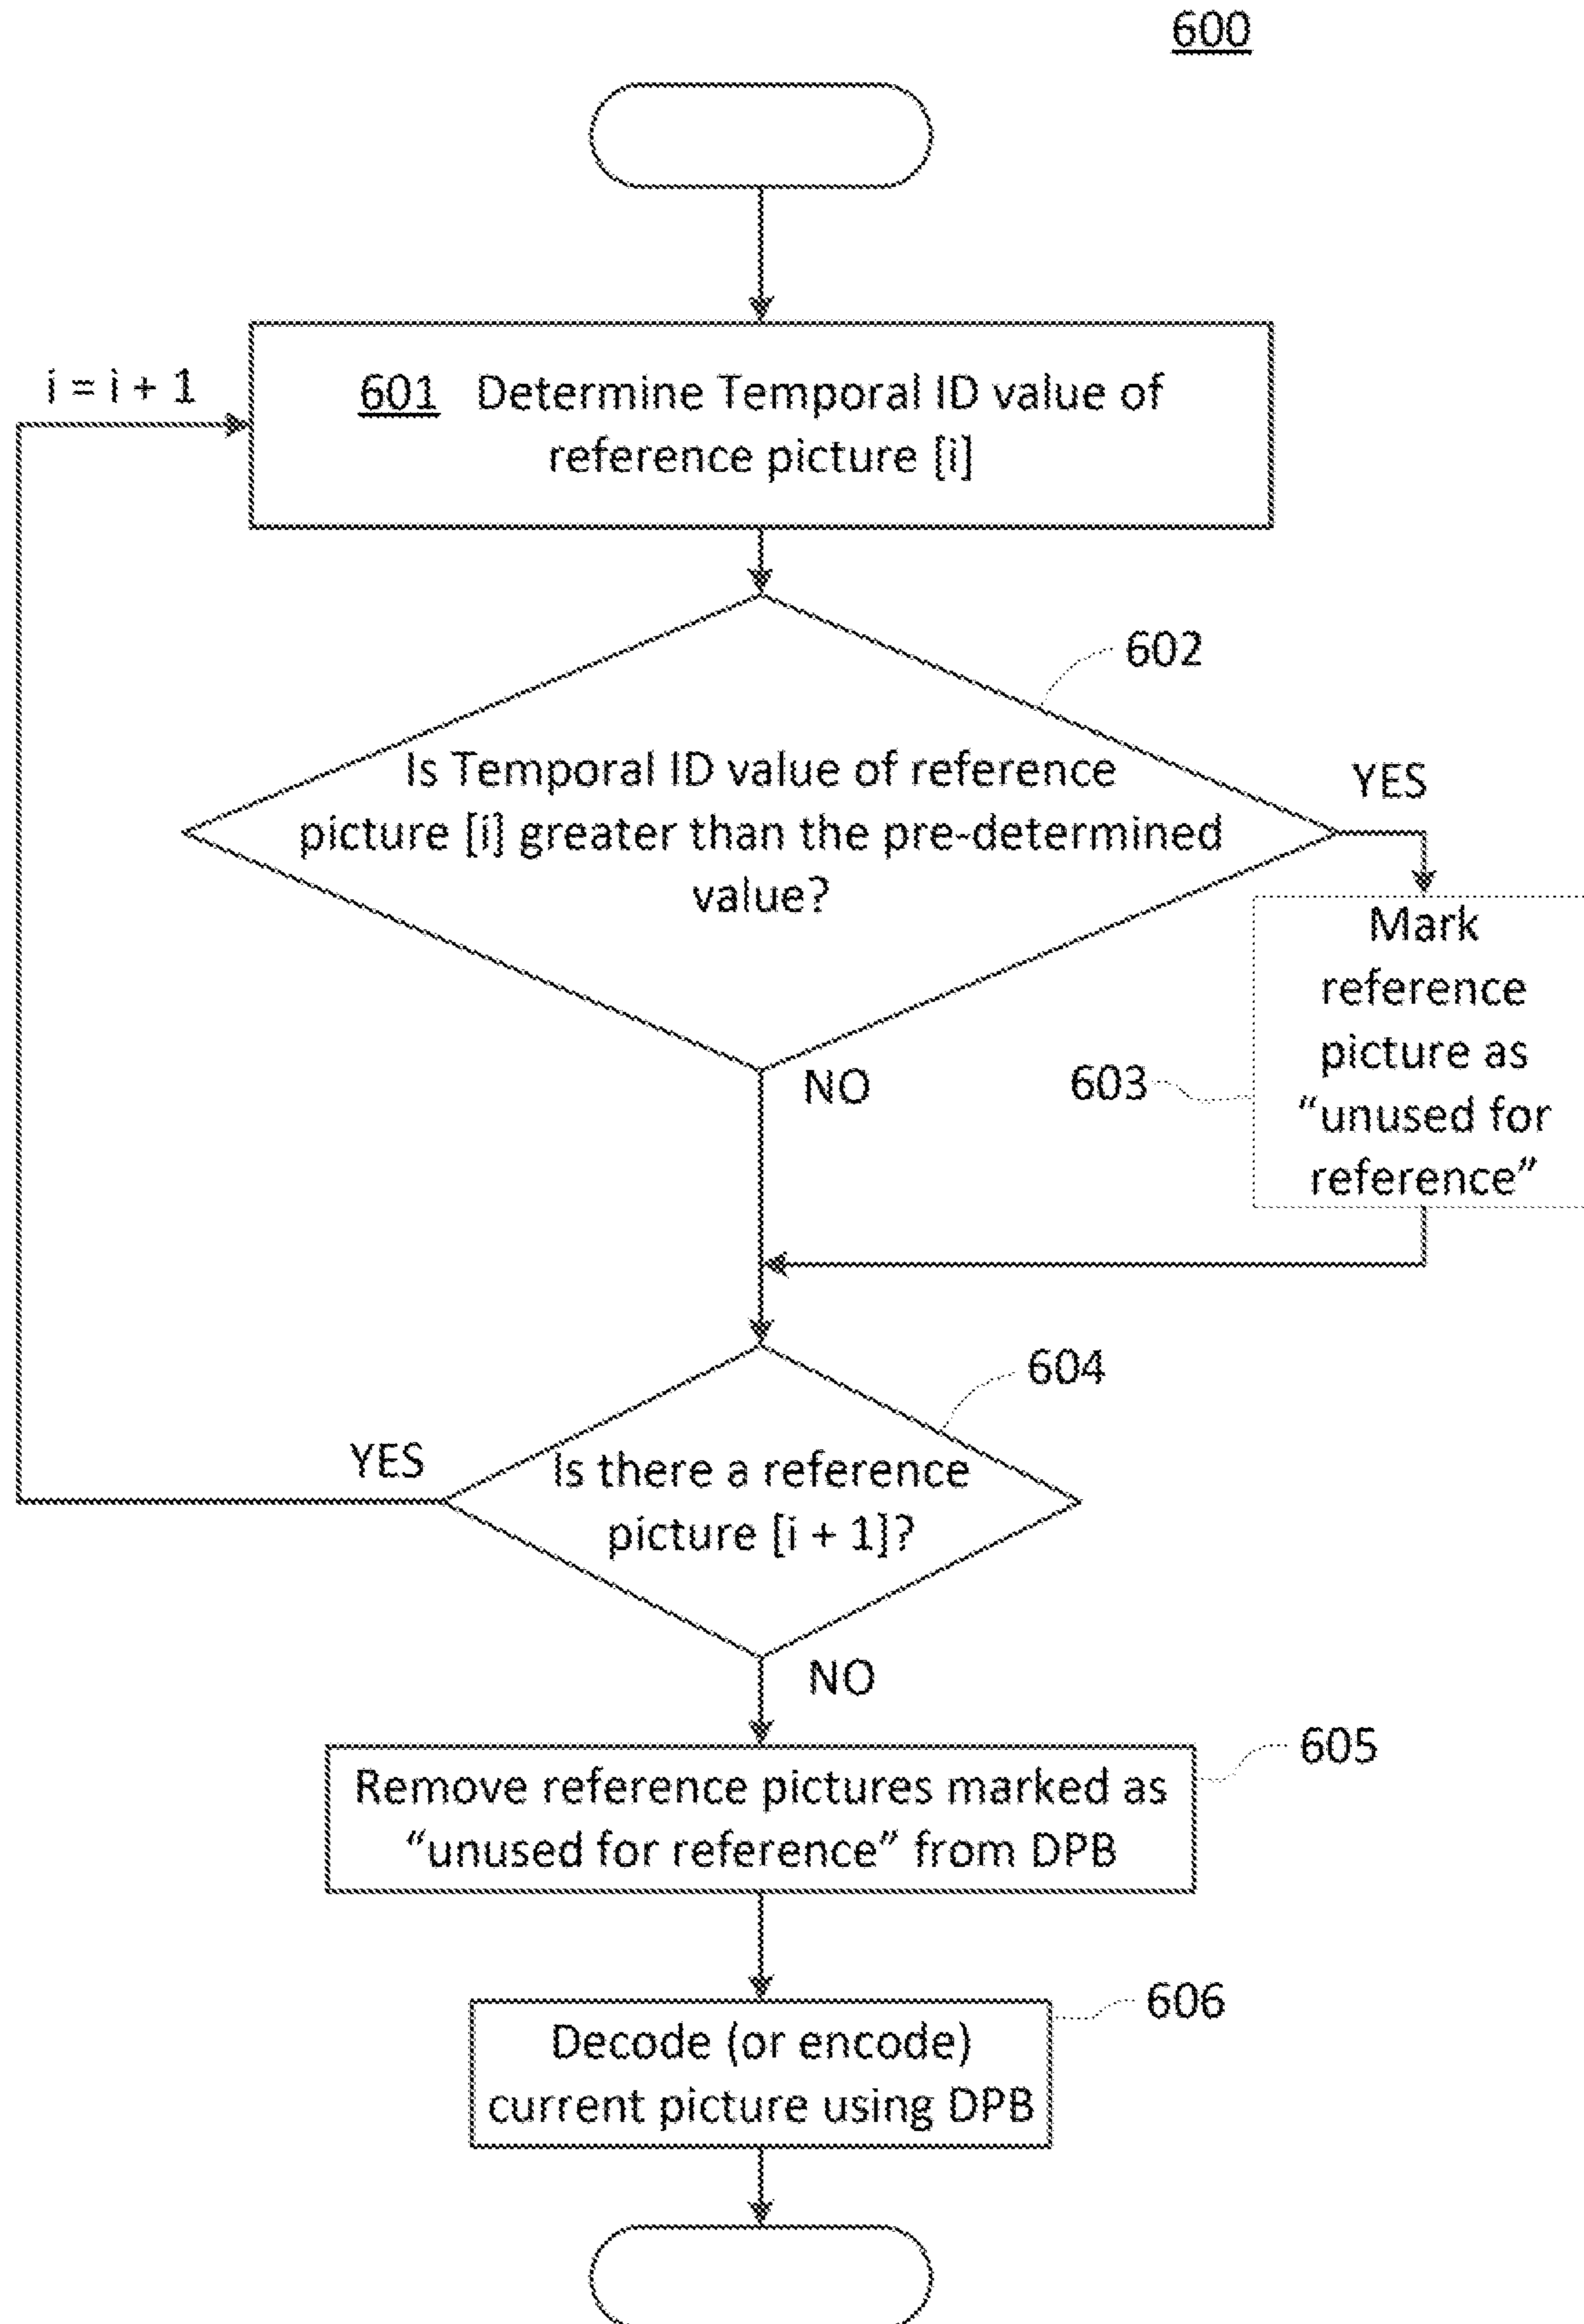 600
i = i + 1
601 Determine Temporal ID value of
reference picture [i]
602
Is Temporal ID value of reference
picture [i] greater than the pre-determined
value?
YES
Mark
reference
picture as
“unused for
reference”
603
NO
604
YES
Is there a reference
picture [i + 1]?
NO
605
Remove reference pictures marked as
“unused for reference” from DPB
606
Decode (or encode)
current picture using DPB